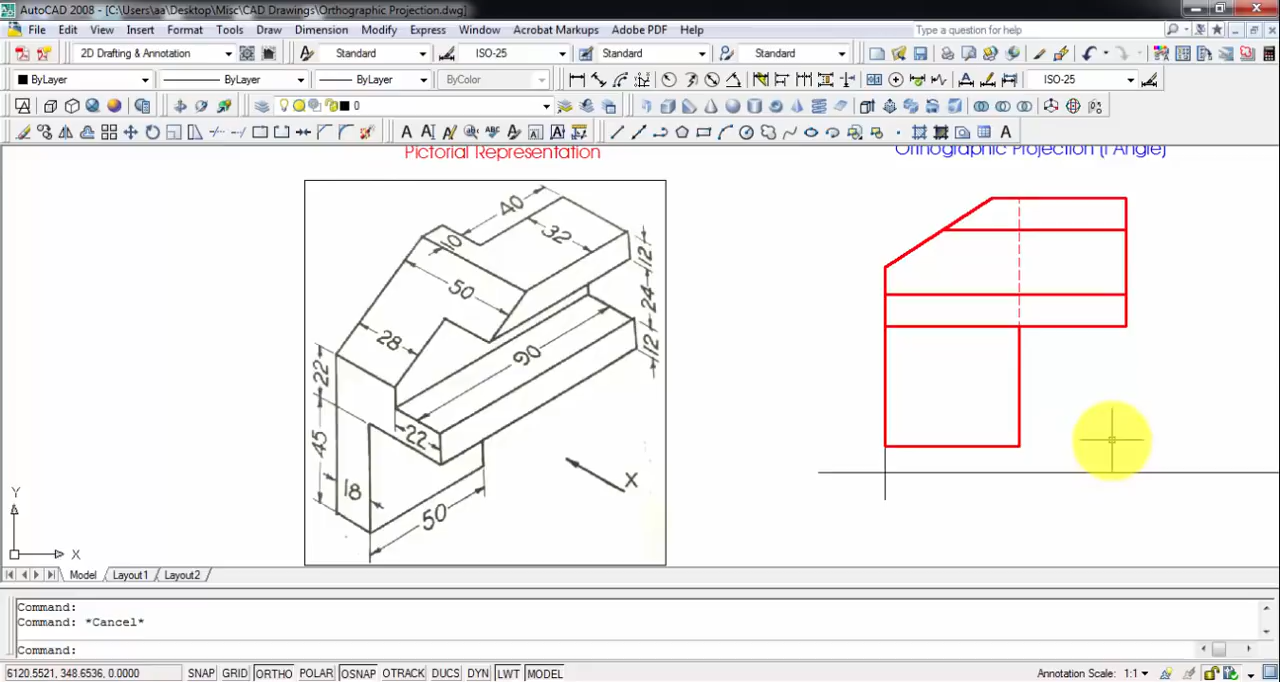 AutoCAD 2008 - [C:\Users\aa\Desktop\Misc\CAD Drawings\Orthographic Projection.dwg]
File Edit View Insert Format Tools Draw Dimension Modify Express Window Raster Bluebeam Adobe PDF Help
Type a question for help
2D Drafting & Annotation Standard ISO-25 Standard Standard
ByLayer ByLayer ByLayer ByColor ISO-25
0
Pictorial Representation
Orthographic Projection (I Angle)
40
10
32
12
50
24
28
90
12
22
22
45
18
X
50
Y
X
Model Layout1 Layout2
Command:
Command: *Cancel*
Command:
6120.5521, 348.6536, 0.0000 SNAP GRID ORTHO POLAR OSNAP OTRACK DUCS DYN LWT MODEL Annotation Scale: 1:1